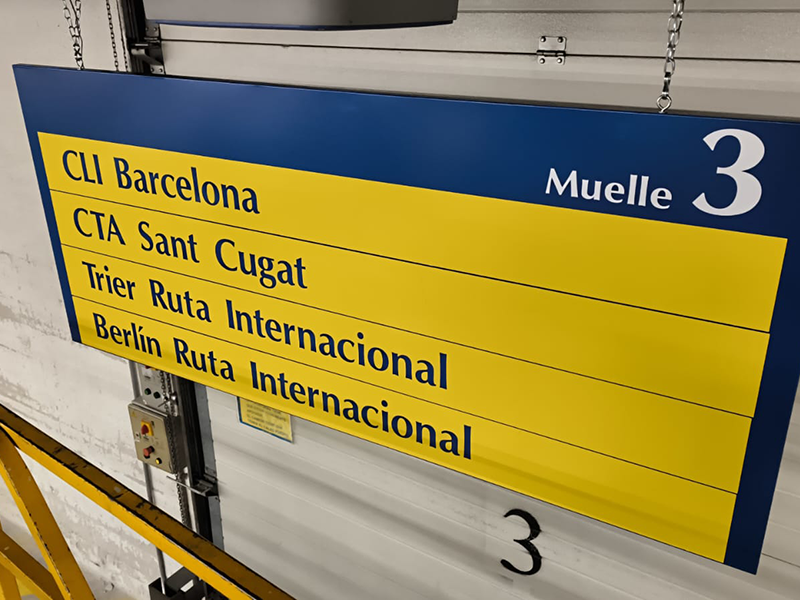 Muelle 3
CLI Barcelona
CTA Sant Cugat
Trier Ruta Internacional
Berlín Ruta Internacional
3